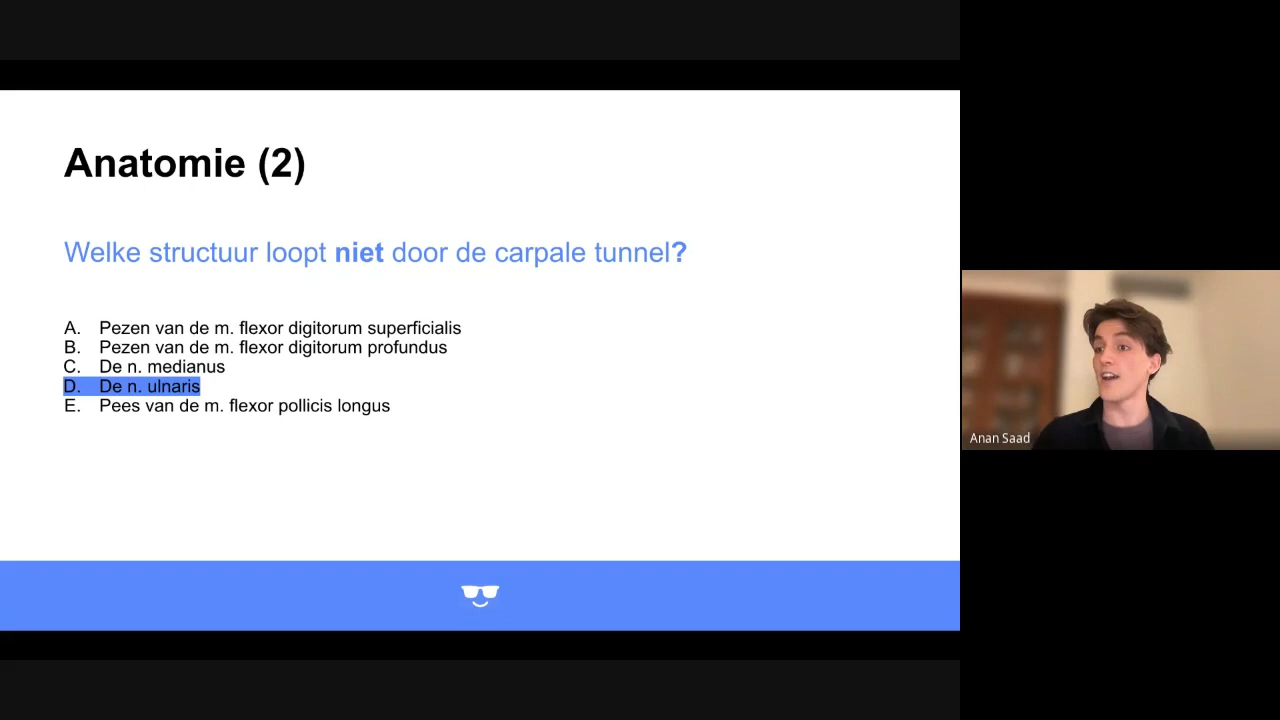 Anatomie (2)
Welke structuur loopt niet door de carpale tunnel?
A. Pezen van de m. flexor digitorum superficialis
B. Pezen van de m. flexor digitorum profundus
C. De n. medianus
D. De n. ulnaris
E. Pees van de m. flexor pollicis longus
Anan Saad